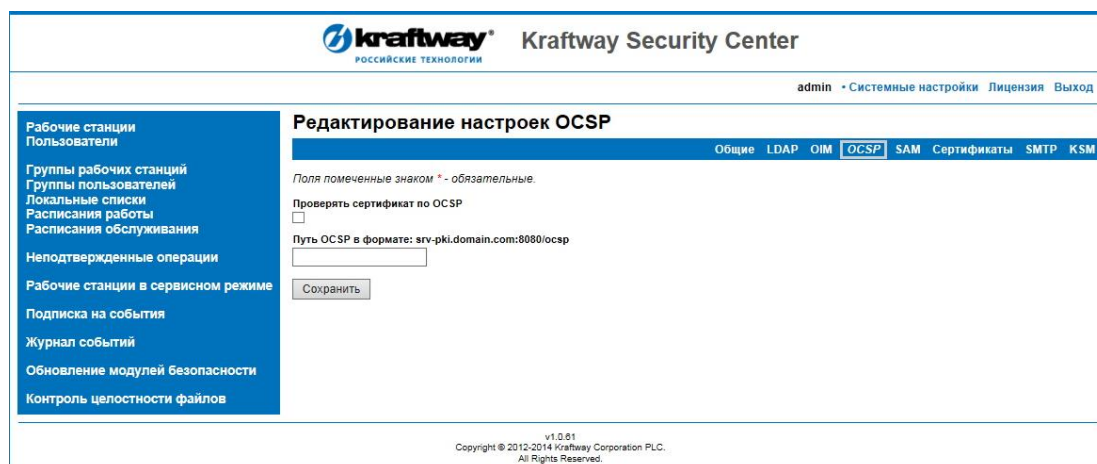 kraftway®
РОССИЙСКИЕ ТЕХНОЛОГИИ
Kraftway Security Center
admin • Системные настройки Лицензия Выход
Рабочие станции
Пользователи
Группы рабочих станций
Группы пользователей
Локальные списки
Расписания работы
Расписания обслуживания
Неподтвержденные операции
Рабочие станции в сервисном режиме
Подписка на события
Журнал событий
Обновление модулей безопасности
Контроль целостности файлов
Редактирование настроек OCSP
Общие LDAP OIM OCSP SAM Сертификаты SMTP KSM
Поля помеченные знаком * - обязательные.
Проверять сертификат по OCSP
Путь OCSP в формате: srv-pki.domain.com:8080/ocsp
Сохранить
v1.0.61
Copyright © 2012-2014 Kraftway Corporation PLC.
All Rights Reserved.